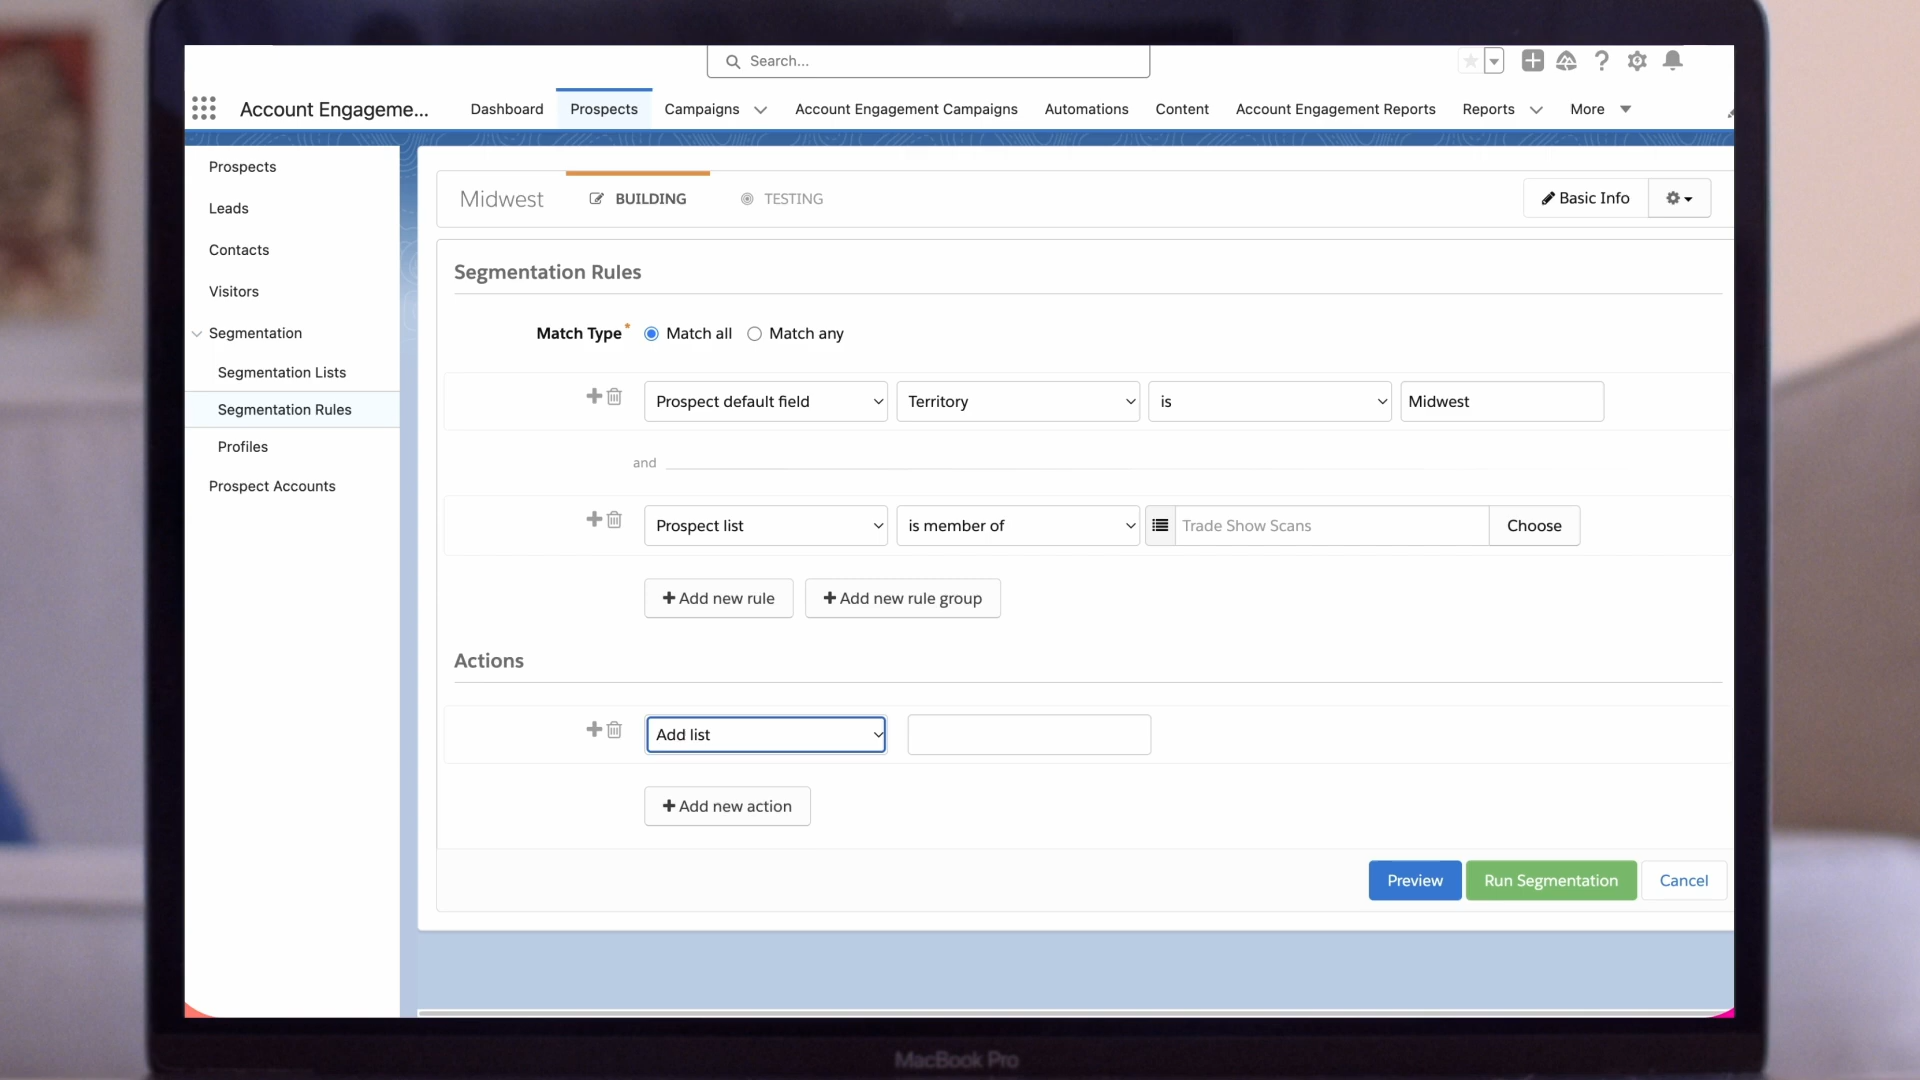 Search...
Account Engageme...
Dashboard
Prospects
Campaigns
Account Engagement Campaigns
Automations
Content
Account Engagement Reports
Reports
More
Prospects
Leads
Contacts
Visitors
Segmentation
Segmentation Lists
Segmentation Rules
Profiles
Prospect Accounts
Midwest
BUILDING
TESTING
Basic Info
Segmentation Rules
Match Type* Match all Match any
Prospect default field
Territory
is
Midwest
and
Prospect list
is member of
Trade Show Scans
Choose
Add new rule
Add new rule group
Actions
Add list
Add new action
Preview
Run Segmentation
Cancel
MacBook Pro